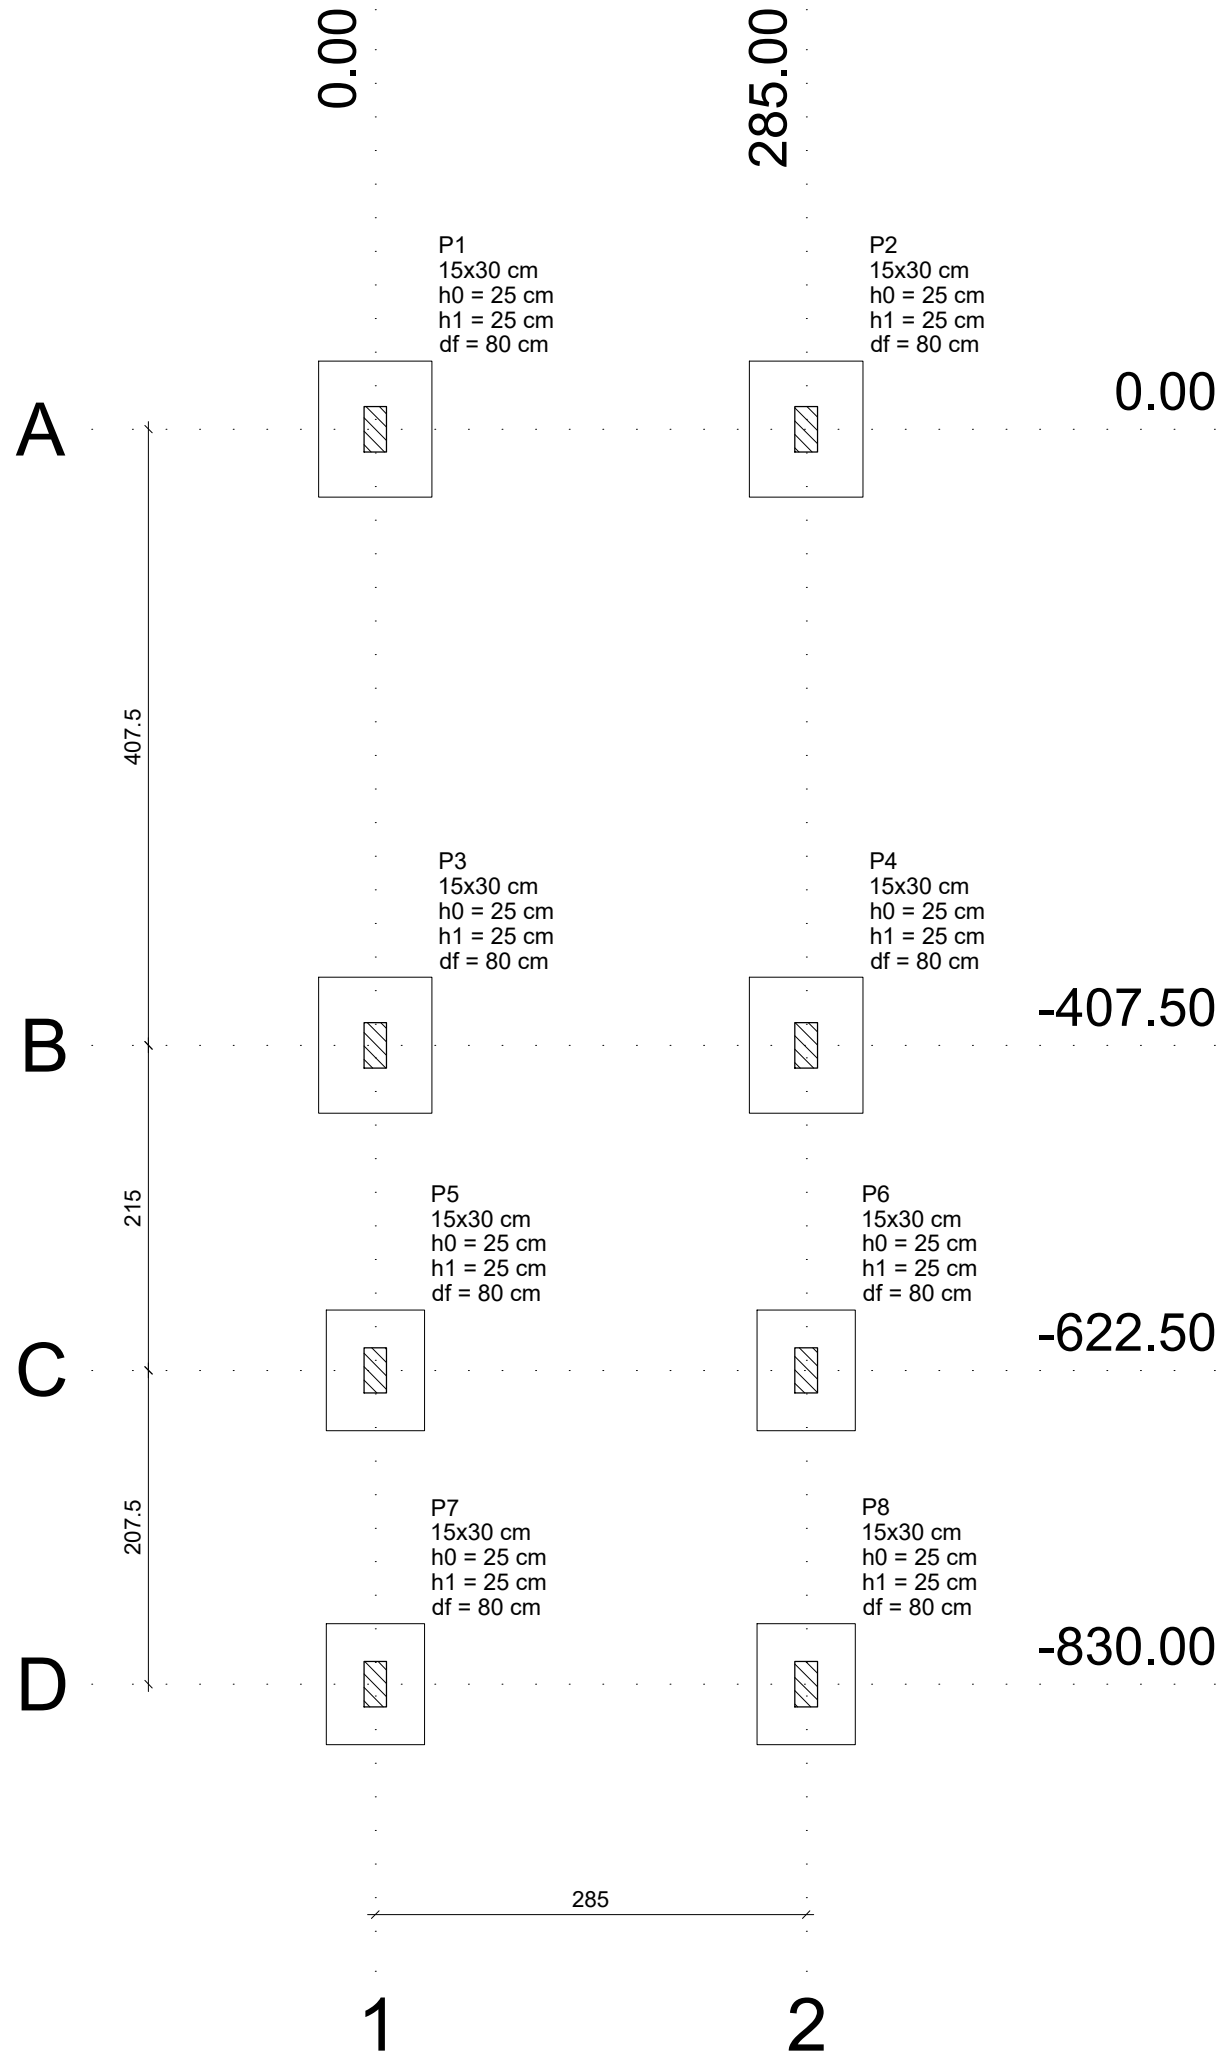 0.00
285.00
P1
15x30 cm
h0 = 25 cm
h1 = 25 cm
df = 80 cm
P2
15x30 cm
h0 = 25 cm
h1 = 25 cm
df = 80 cm
A
0.00
407.5
P3
15x30 cm
h0 = 25 cm
h1 = 25 cm
df = 80 cm
P4
15x30 cm
h0 = 25 cm
h1 = 25 cm
df = 80 cm
B
-407.50
215
P5
15x30 cm
h0 = 25 cm
h1 = 25 cm
df = 80 cm
P6
15x30 cm
h0 = 25 cm
h1 = 25 cm
df = 80 cm
C
-622.50
207.5
P7
15x30 cm
h0 = 25 cm
h1 = 25 cm
df = 80 cm
P8
15x30 cm
h0 = 25 cm
h1 = 25 cm
df = 80 cm
D
-830.00
285
1
2